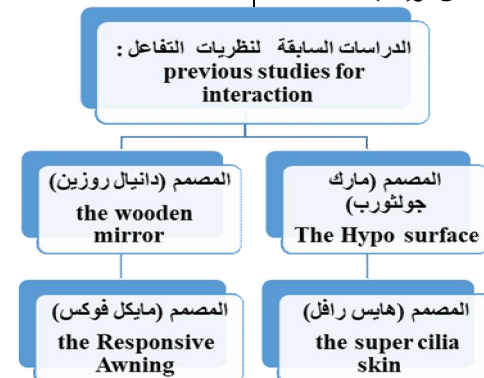 الدراسات السابقة لنظريات التفاعل :
previous studies for
interaction
المصمم (مارك
جولثورب)
The Hypo surface
المصمم (دانيال روزين)
the wooden
mirror
المصمم (هايس رافل)
the super cilia
skin
المصمم (مايكل فوكس)
the Responsive
Awning